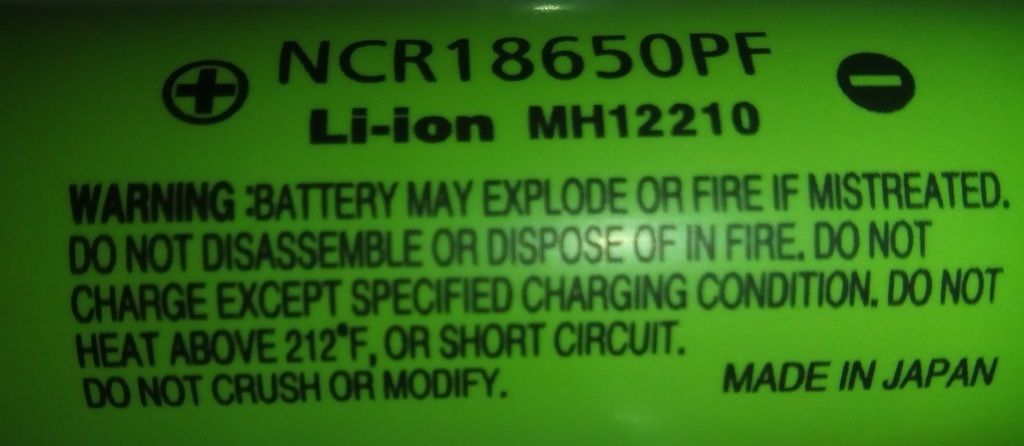 NCR18650PF
Li-ion MH12210
WARNING :BATTERY MAY EXPLODE OR FIRE IF MISTREATED.
DO NOT DISASSEMBLE OR DISPOSE OF IN FIRE. DO NOT
CHARGE EXCEPT SPECIFIED CHARGING CONDITION. DO NOT
HEAT ABOVE 212°F, OR SHORT CIRCUIT.
DO NOT CRUSH OR MODIFY.
MADE IN JAPAN